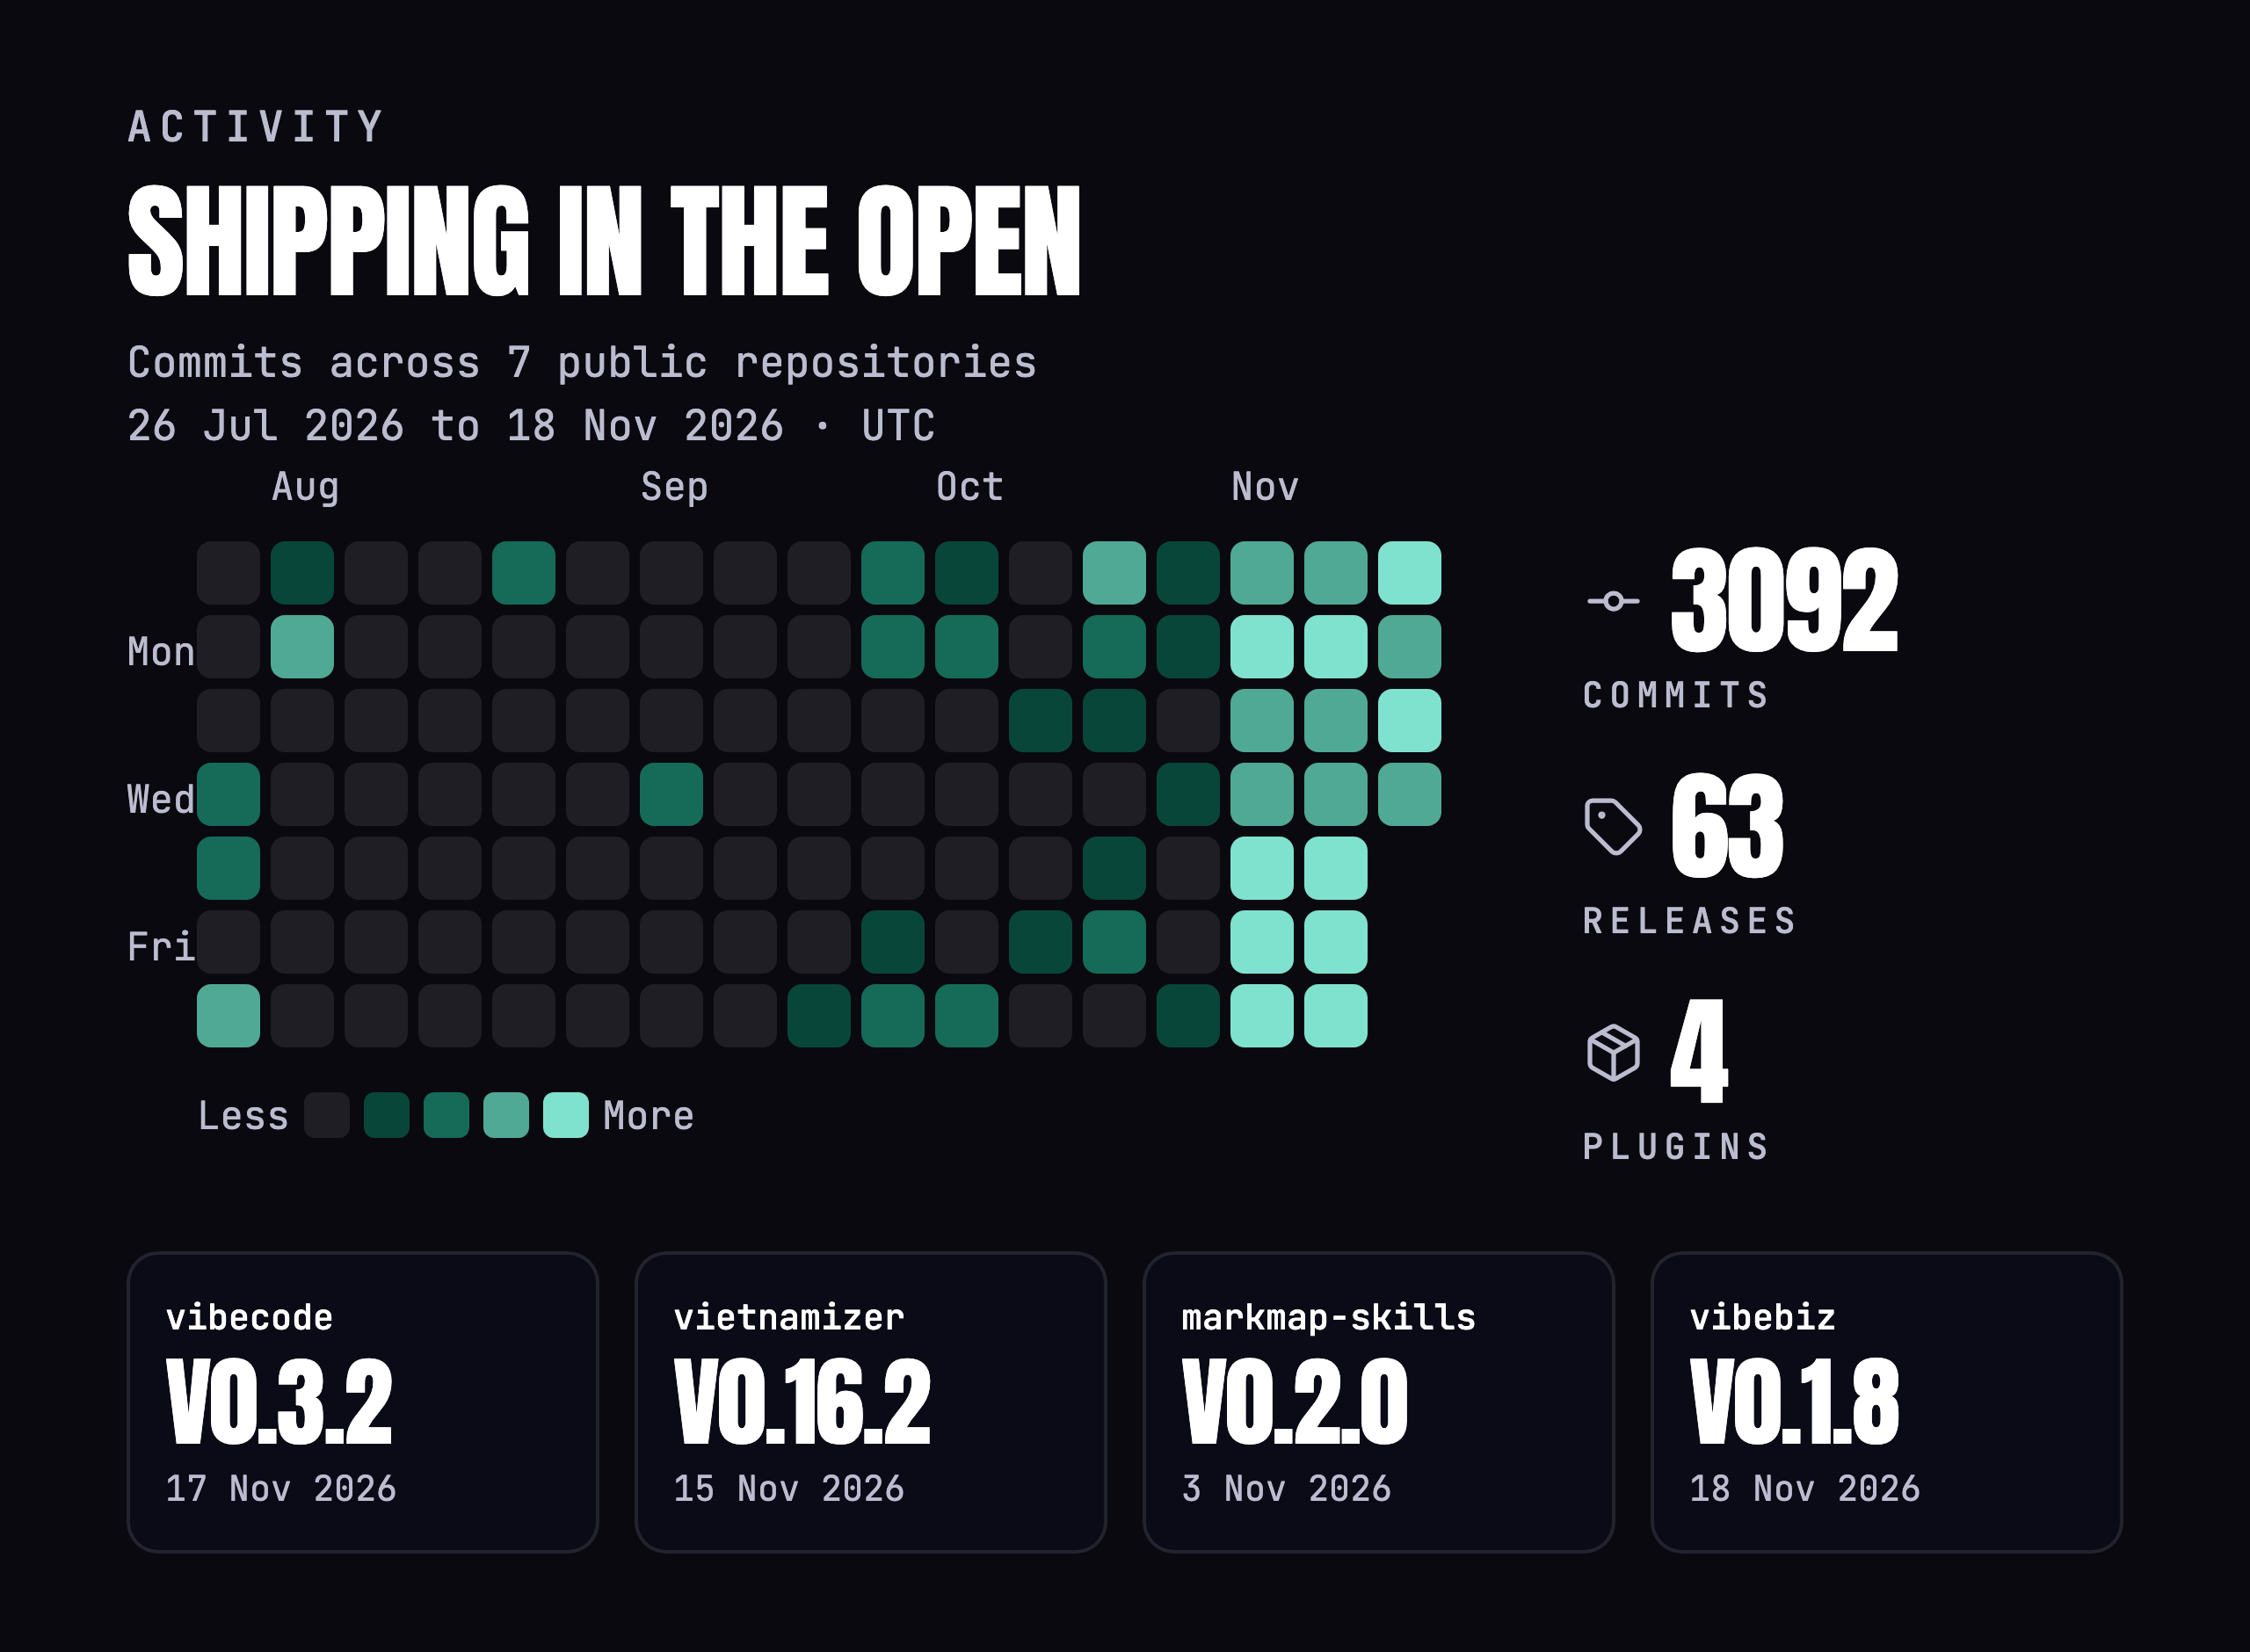 ACTIVITY
SHIPPING IN THE OPEN
Commits across 7 public repositories
26 Jul 2026 to 18 Nov 2026 · UTC
Aug Sep Oct Nov
Mon
Wed
Fri
Less More
3092
COMMITS
63
RELEASES
4
PLUGINS
vibecode
V0.3.2
17 Nov 2026
vietnamizer
V0.16.2
15 Nov 2026
markmap-skills
V0.2.0
3 Nov 2026
vibebiz
V0.1.8
18 Nov 2026